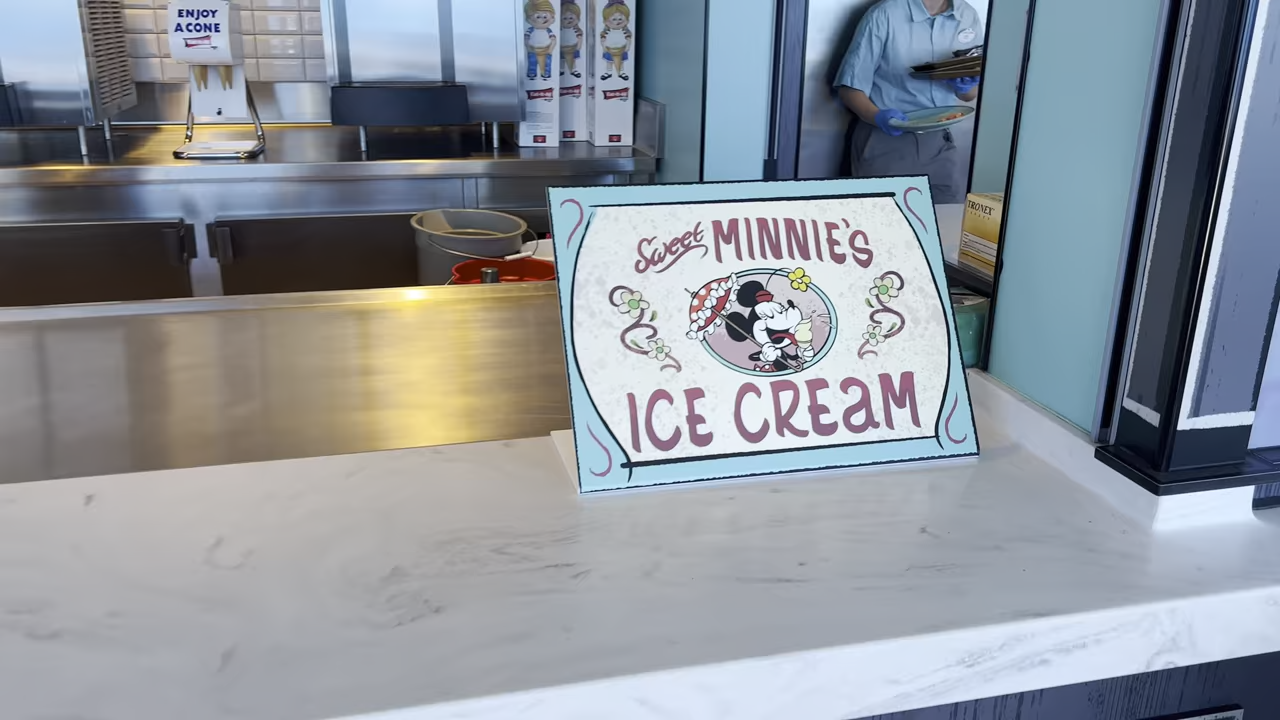 ENJOY
A CONE
Sweet MINNIE'S
ICE CREAM
TRONEX